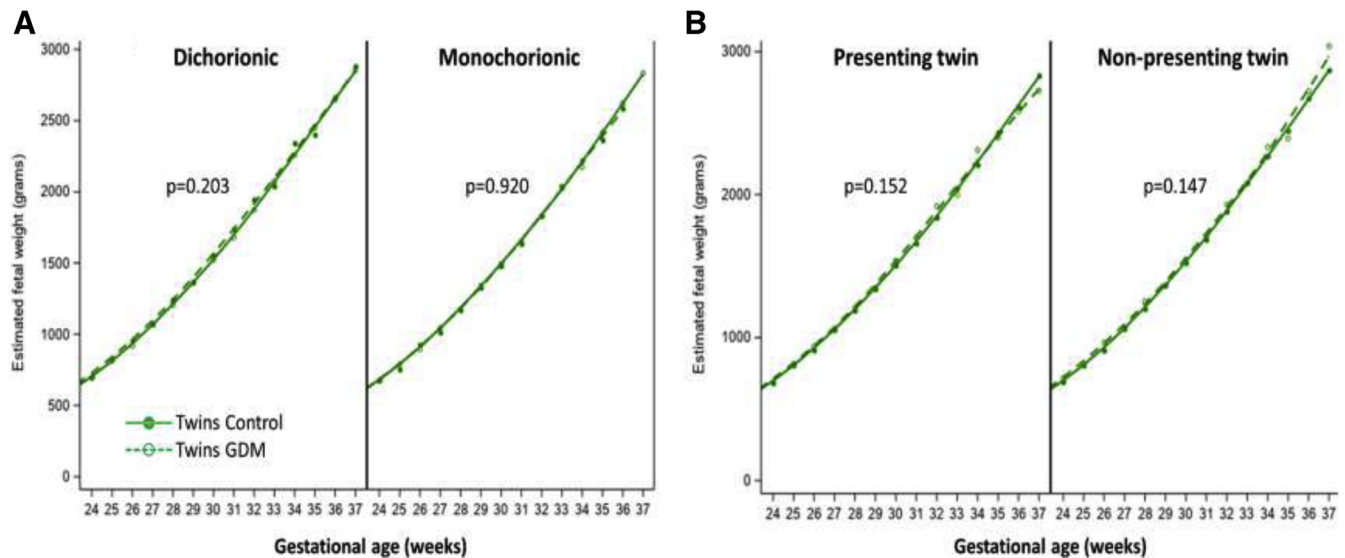 A
B
Dichorionic
Monochorionic
Presenting twin
Non-presenting twin
Estimated fetal weight (grams)
3000
2500
2000
1500
1000
500
0
p=0.203
p=0.920
Twins Control
Twins GDM
24 25 26 27 28 29 30 31 32 33 34 35 36 37
24 25 26 27 28 29 30 31 32 33 34 35 36 37
Gestational age (weeks)
Estimated fetal weight (grams)
3000
2000
1000
0
p=0.152
p=0.147
24 25 26 27 28 29 30 31 32 33 34 35 36 37
24 25 26 27 28 29 30 31 32 33 34 35 36 37
Gestational age (weeks)